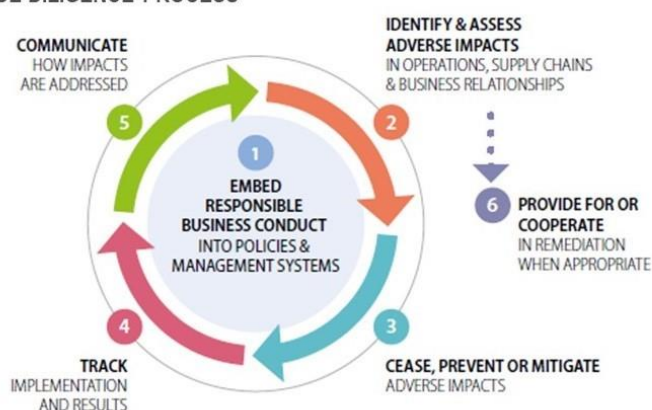 COMMUNICATE
HOW IMPACTS
ARE ADDRESSED
5
IDENTIFY & ASSESS
ADVERSE IMPACTS
IN OPERATIONS, SUPPLY CHAINS
& BUSINESS RELATIONSHIPS
2
1
EMBED
RESPONSIBLE
BUSINESS CONDUCT
INTO POLICIES &
MANAGEMENT SYSTEMS
6
PROVIDE FOR OR
COOPERATE
IN REMEDIATION
WHEN APPROPRIATE
4
TRACK
IMPLEMENTATION
AND RESULTS
3
CEASE, PREVENT OR MITIGATE
ADVERSE IMPACTS